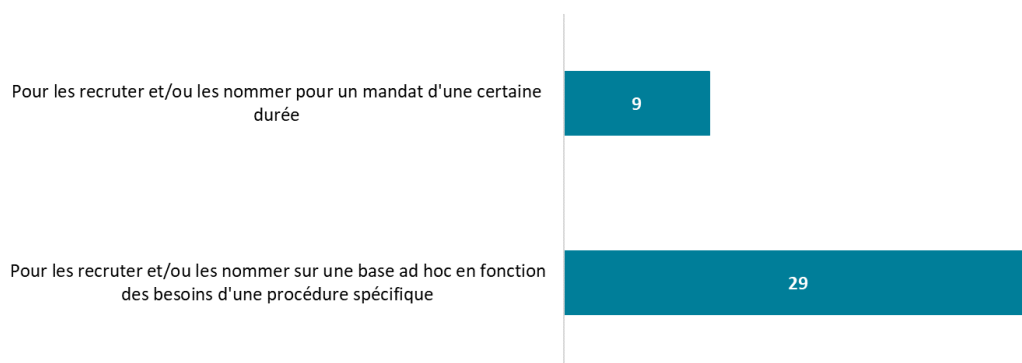 Pour les recruter et/ou les nommer pour un mandat d'une certaine
durée
9
Pour les recruter et/ou les nommer sur une base ad hoc en fonction
des besoins d'une procédure spécifique
29